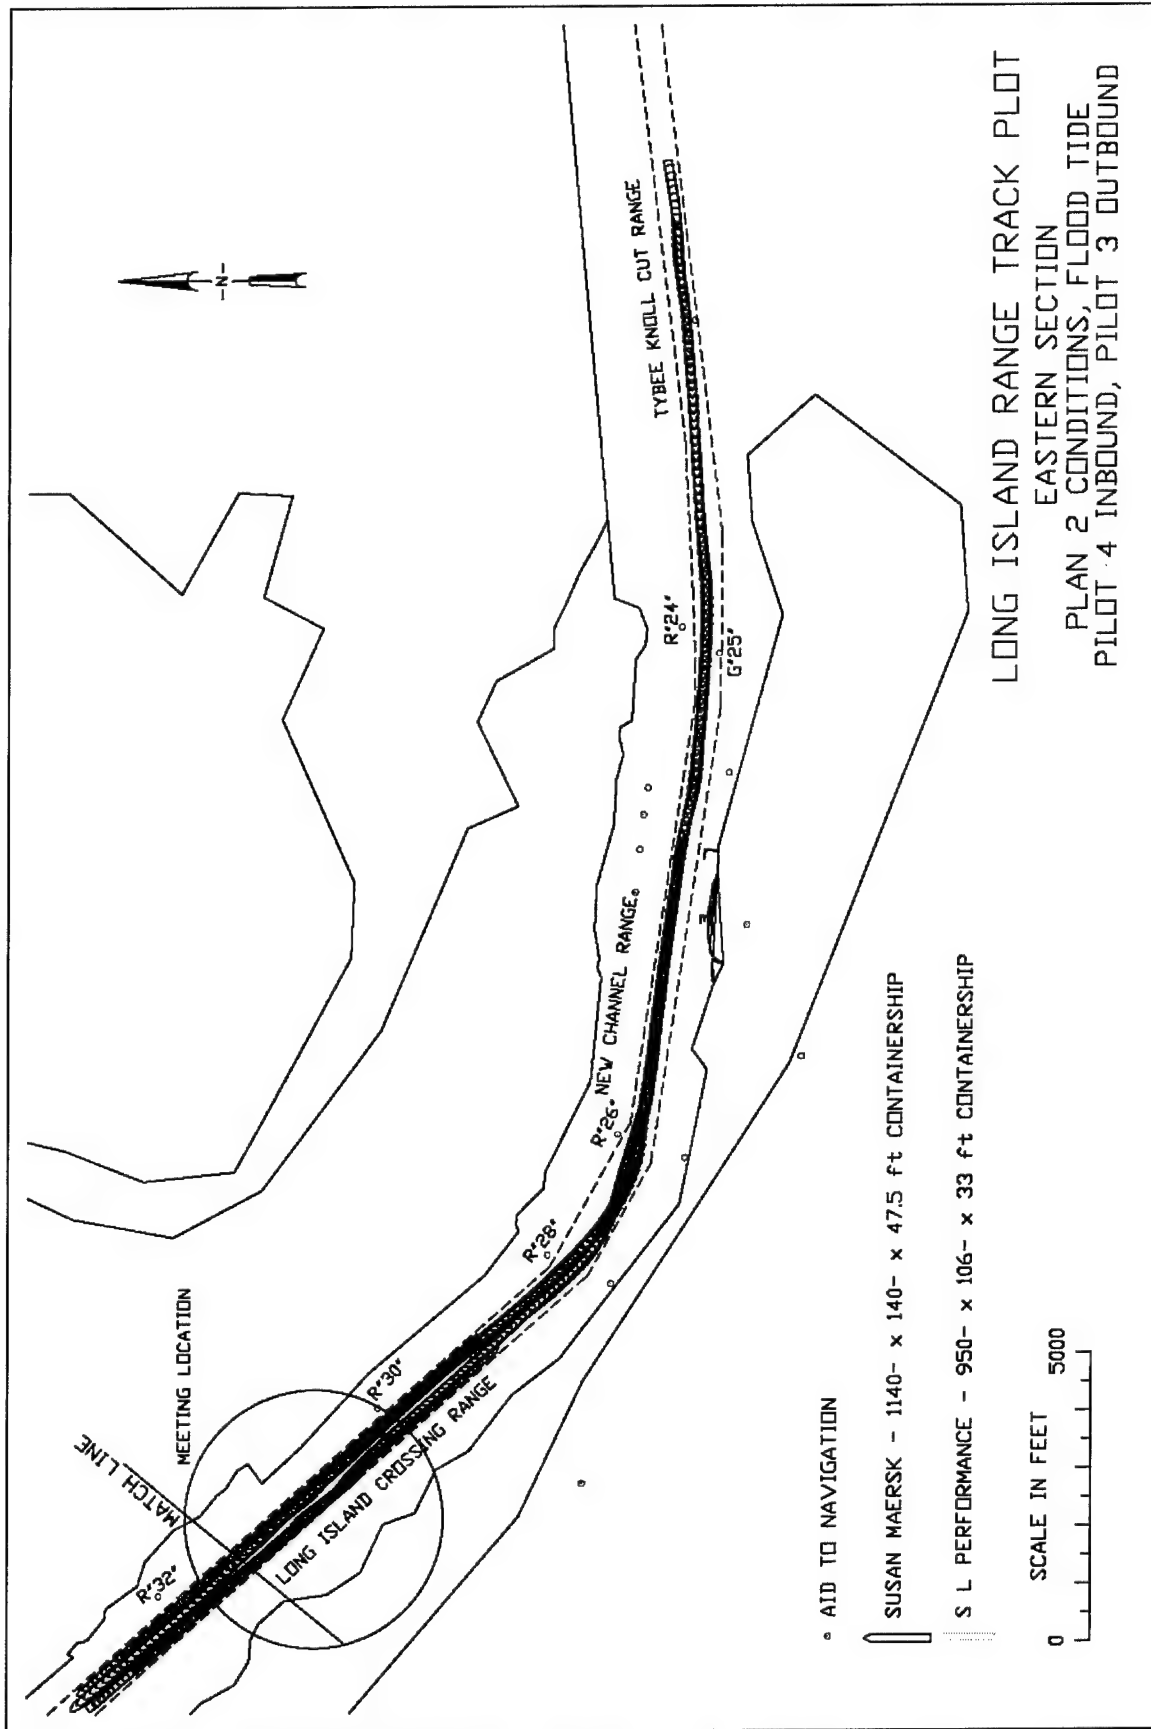 LONG ISLAND RANGE TRACK PLOT
EASTERN SECTION
PLAN 2 CONDITIONS, FLOOD TIDE
PILOT 4 INBOUND, PILOT 3 OUTBOUND
-N-
TYBEE KNOLL CUT RANGE
R"24"
G"25"
NEW CHANNEL RANGE
R"26"
R"28"
R"30"
R"32"
MEETING LOCATION
MATCH LINE
LONG ISLAND CROSSING RANGE
AID TO NAVIGATION
SUSAN MAERSK - 1140- x 140- x 47.5 ft CONTAINERSHIP
S L PERFORMANCE - 950- x 106- x 33 ft CONTAINERSHIP
SCALE IN FEET
0 5000